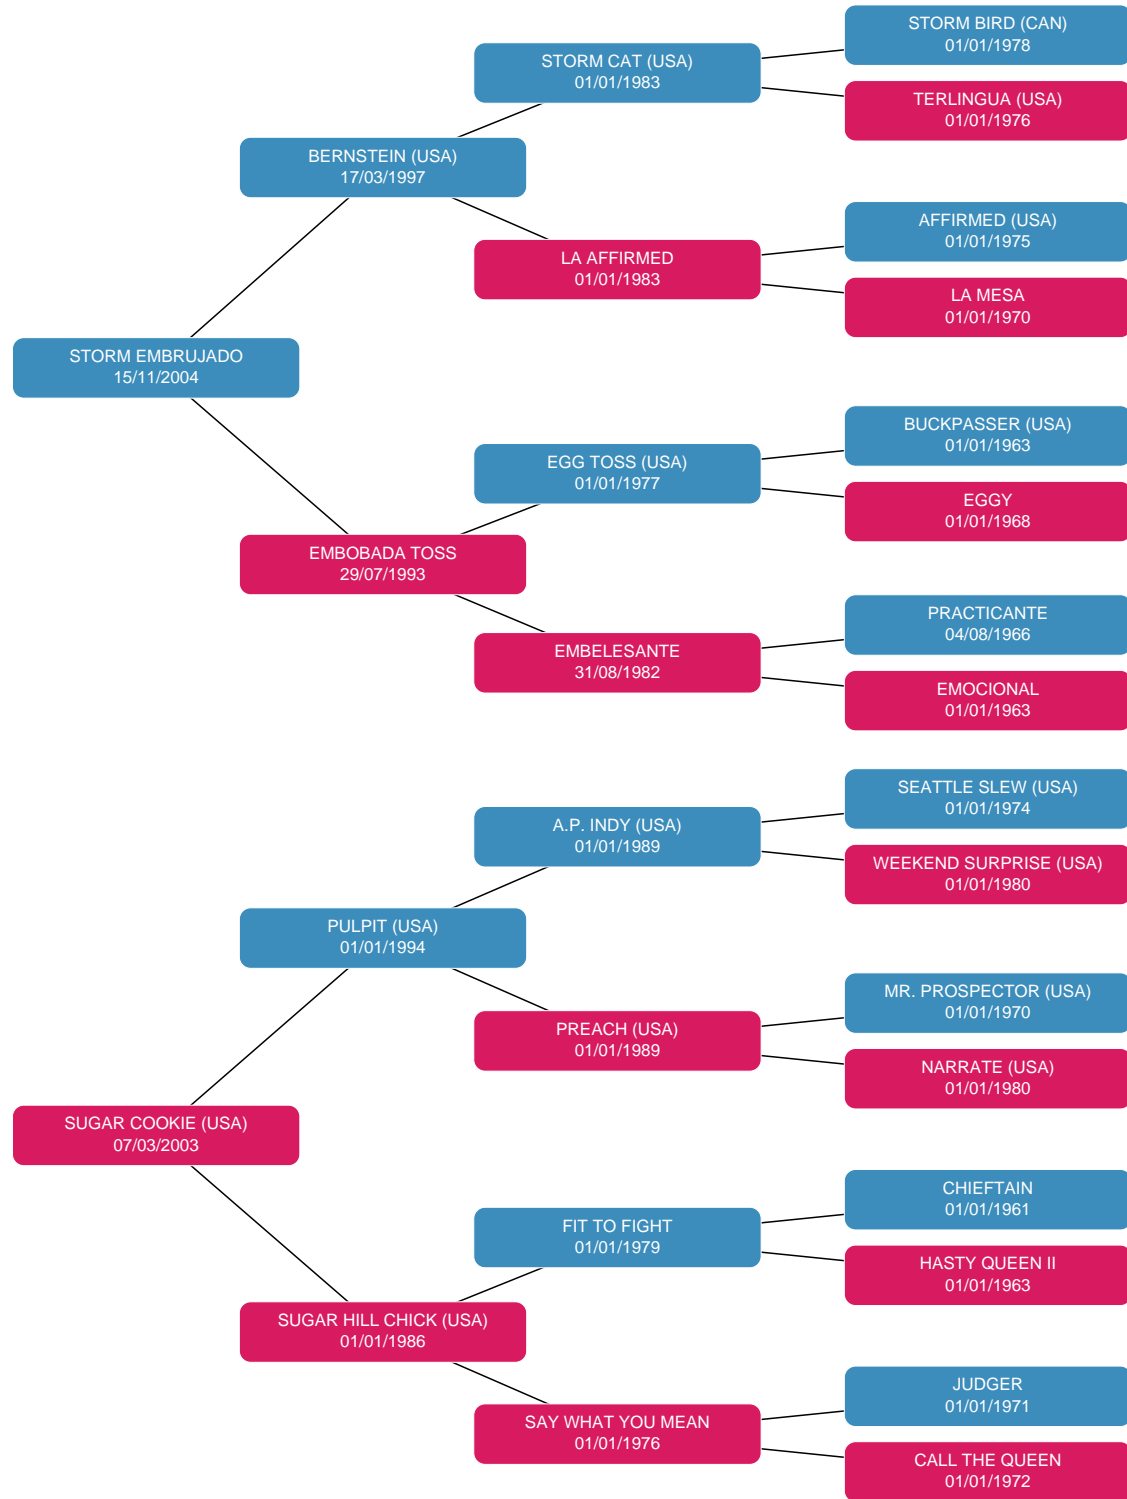 STORM BIRD (CAN)
01/01/1978
STORM CAT (USA)
01/01/1983
TERLINGUA (USA)
01/01/1976
BERNSTEIN (USA)
17/03/1997
AFFIRMED (USA)
01/01/1975
LA AFFIRMED
01/01/1983
LA MESA
01/01/1970
STORM EMBRUJADO
15/11/2004
BUCKPASSER (USA)
01/01/1963
EGG TOSS (USA)
01/01/1977
EGGY
01/01/1968
EMBOBADA TOSS
29/07/1993
PRACTICANTE
04/08/1966
EMBELESANTE
31/08/1982
EMOCIONAL
01/01/1963
SEATTLE SLEW (USA)
01/01/1974
A.P. INDY (USA)
01/01/1989
WEEKEND SURPRISE (USA)
01/01/1980
PULPIT (USA)
01/01/1994
MR. PROSPECTOR (USA)
01/01/1970
PREACH (USA)
01/01/1989
NARRATE (USA)
01/01/1980
SUGAR COOKIE (USA)
07/03/2003
CHIEFTAIN
01/01/1961
FIT TO FIGHT
01/01/1979
HASTY QUEEN II
01/01/1963
SUGAR HILL CHICK (USA)
01/01/1986
JUDGER
01/01/1971
SAY WHAT YOU MEAN
01/01/1976
CALL THE QUEEN
01/01/1972